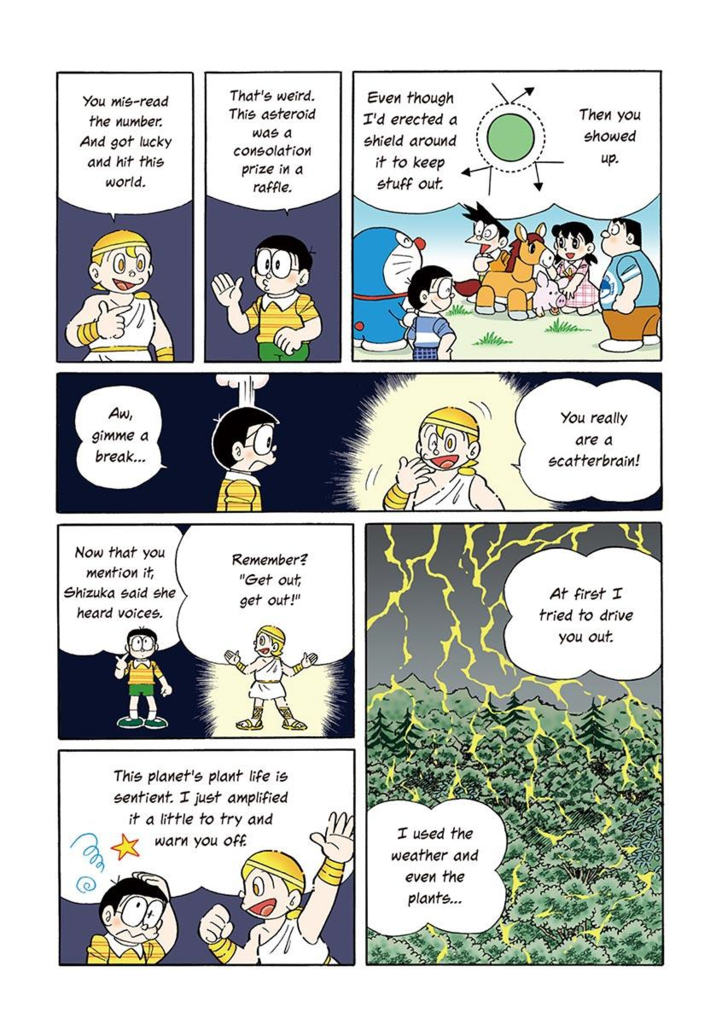 Then you
showed
up.
Even though
I'd erected a
shield around
it to keep
stuff out.
That's weird.
This asteroid
was a
consolation
prize in a
raffle.
You mis-read
the number.
And got lucky
and hit this
world.
You really
are a
scatterbrain!
Aw,
gimme a
break...
At first I
tried to drive
you out.
I used the
weather and
even the
plants...
Remember?
"Get out,
get out!"
Now that you
mention it,
Shizuka said she
heard voices.
This planet's plant life is
sentient. I just amplified
it a little to try and
warn you off.